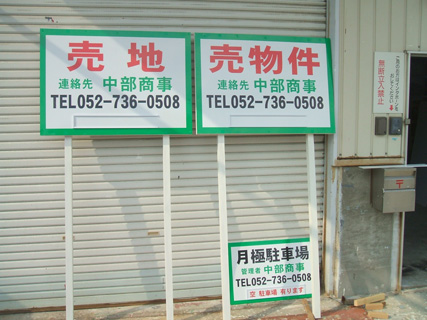 売地
連絡先 中部商事
TEL052-736-0508
売物件
連絡先 中部商事
TEL052-736-0508
月極駐車場
管理者 中部商事
TEL052-736-0508
空 駐車場 有ります
無断立入禁止